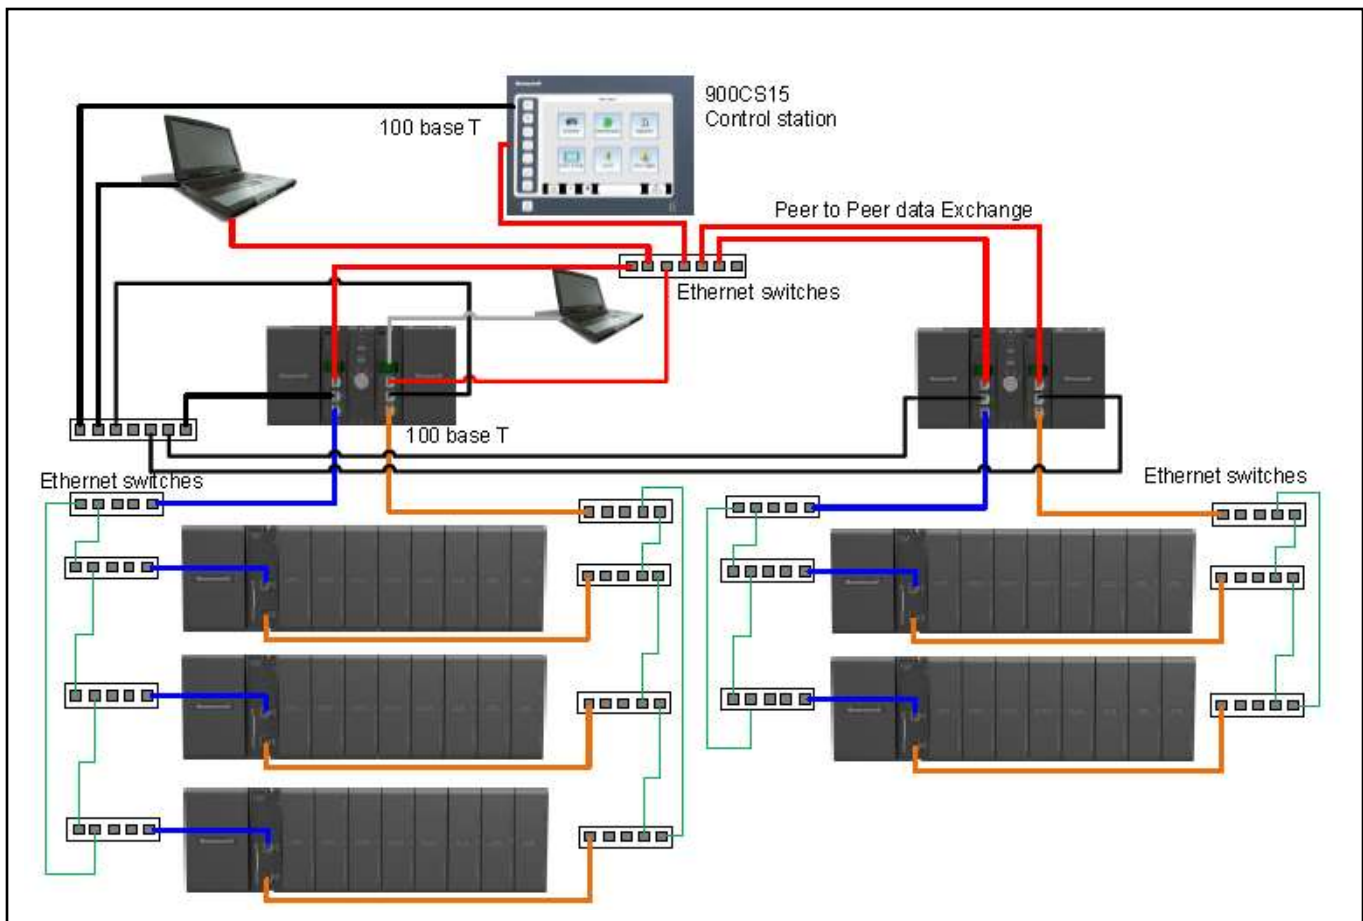 900CS15
Control station
100 base T
Peer to Peer data Exchange
Ethernet switches
100 base T
Ethernet switches
Ethernet switches